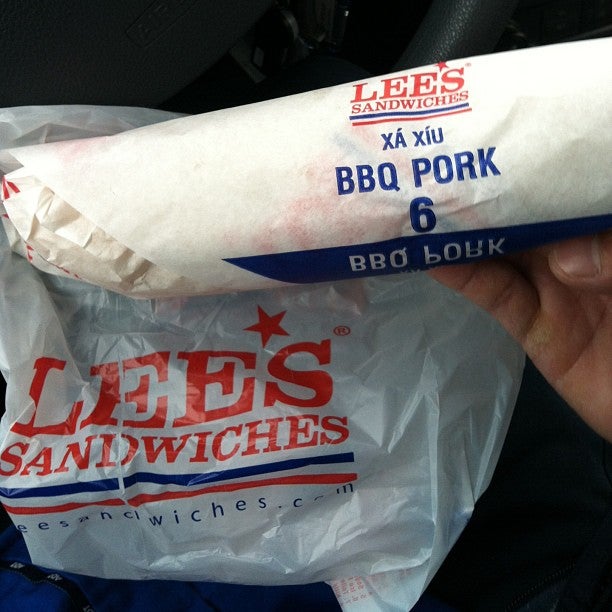 LEE'S®
SANDWICHES
XÁ XÍU
BBQ PORK
6
BBQ PORK
LEE'S®
SANDWICHES
eesandwiches.com